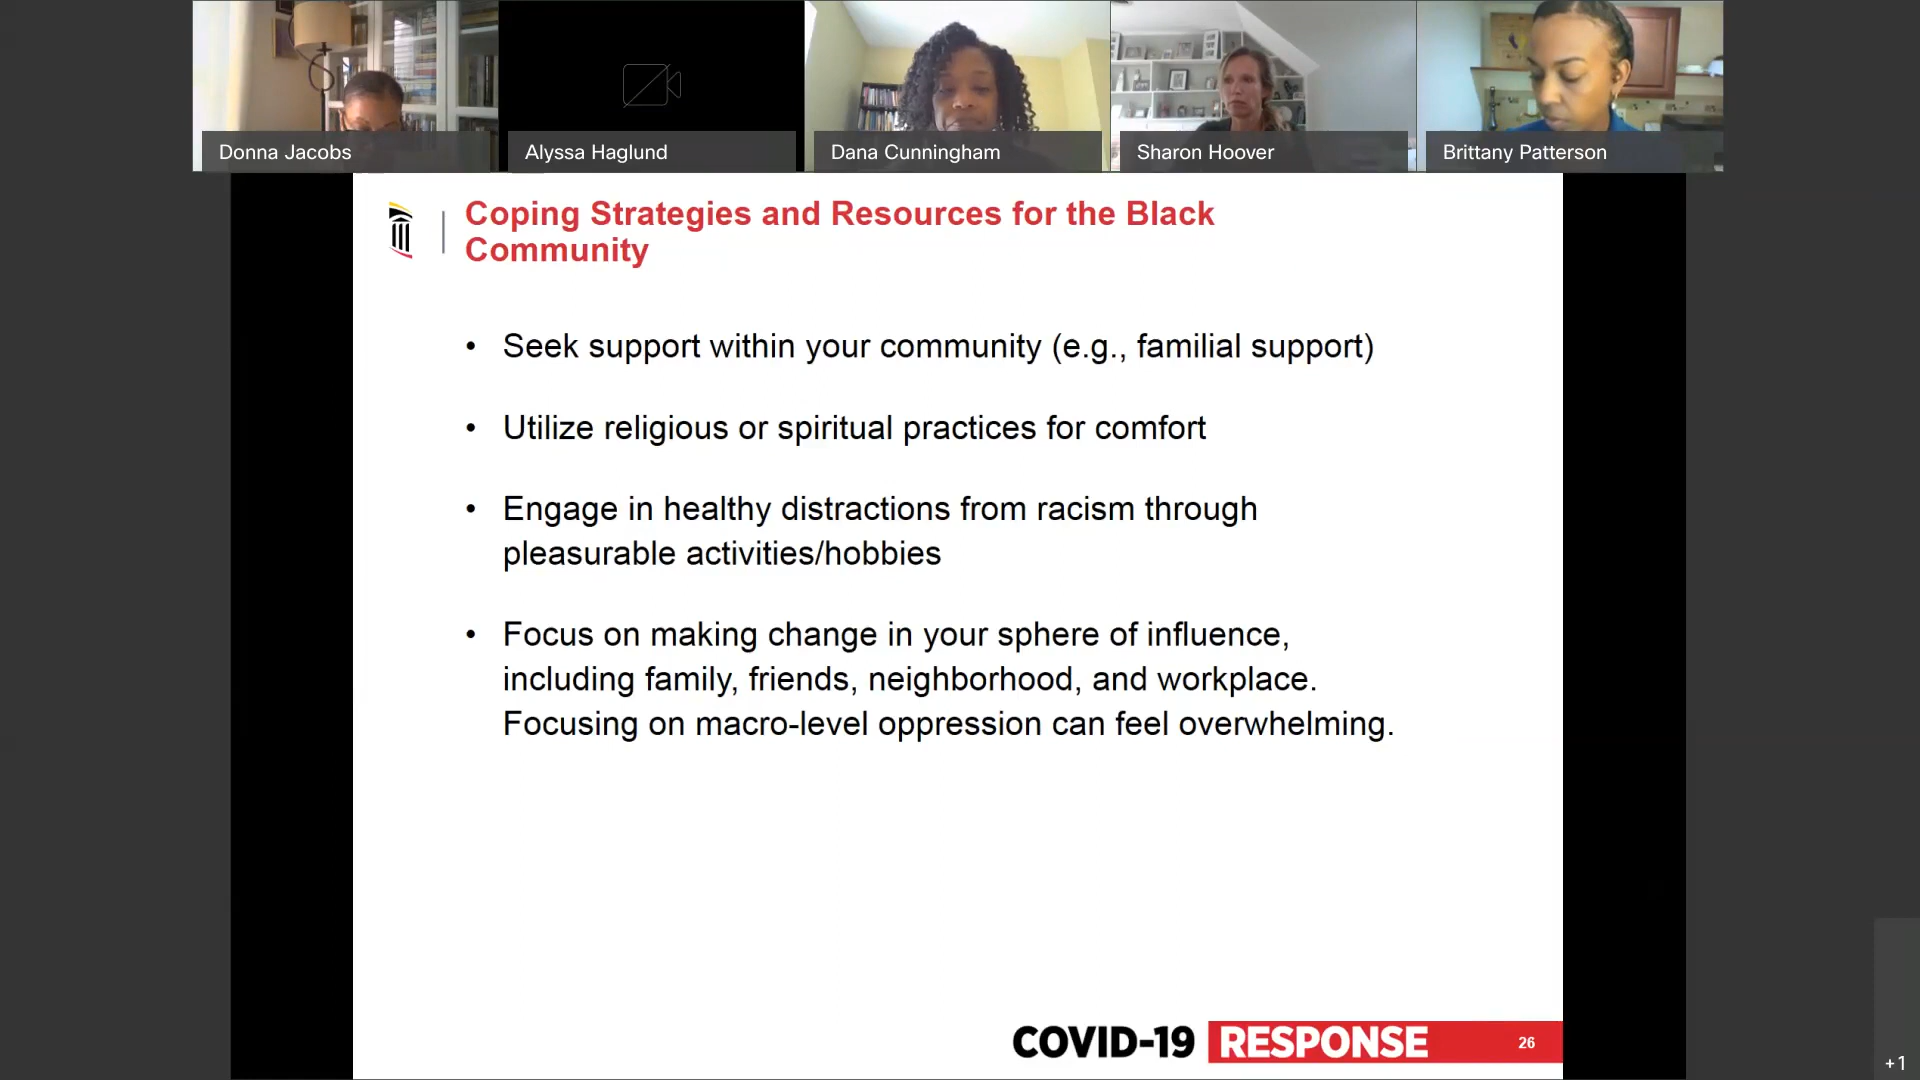 Donna Jacobs
Alyssa Haglund
Dana Cunningham
Sharon Hoover
Brittany Patterson
Coping Strategies and Resources for the Black
Community
• Seek support within your community (e.g., familial support)
• Utilize religious or spiritual practices for comfort
• Engage in healthy distractions from racism through
pleasurable activities/hobbies
• Focus on making change in your sphere of influence,
including family, friends, neighborhood, and workplace.
Focusing on macro-level oppression can feel overwhelming.
COVID-19 RESPONSE 26
+1